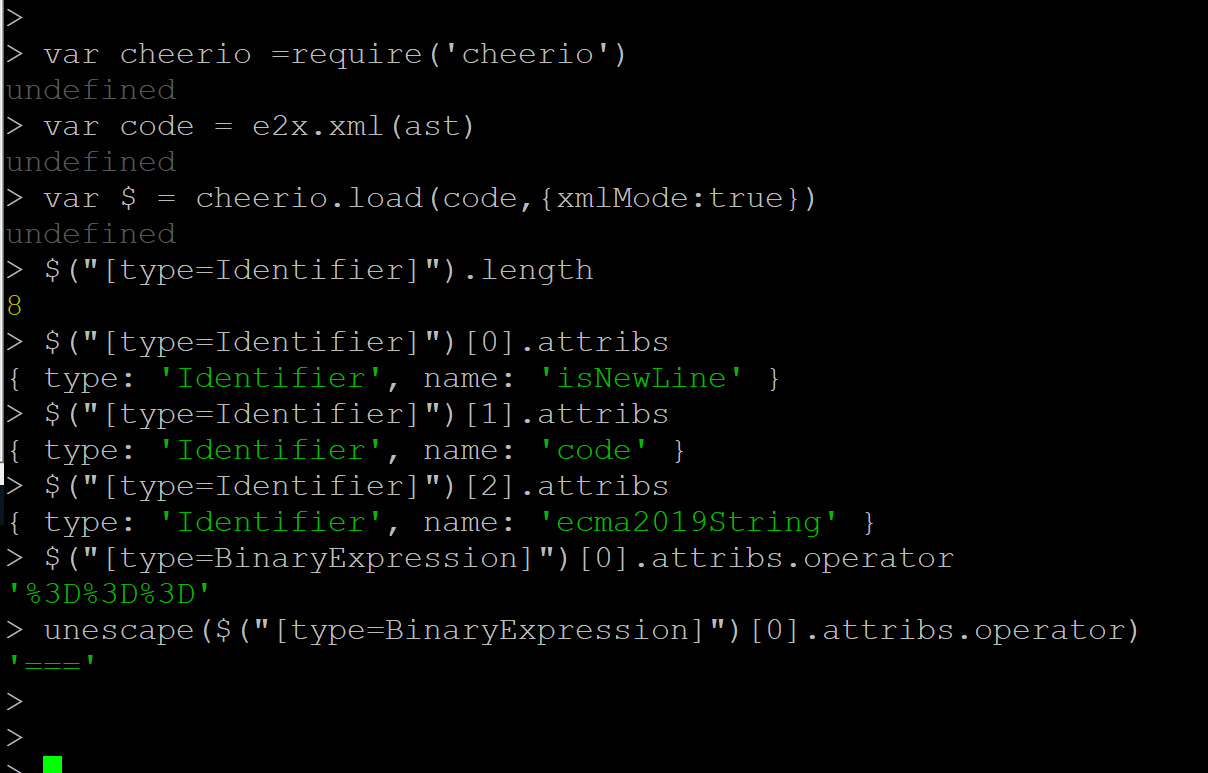 >
> var cheerio =require('cheerio')
undefined
> var code = e2x.xml(ast)
undefined
> var $ = cheerio.load(code,{xmlMode:true})
undefined
> $("[type=Identifier]").length
8
> $("[type=Identifier]")[0].attribs
{ type: 'Identifier', name: 'isNewLine' }
> $("[type=Identifier]")[1].attribs
{ type: 'Identifier', name: 'code' }
> $("[type=Identifier]")[2].attribs
{ type: 'Identifier', name: 'ecma2019String' }
> $("[type=BinaryExpression]")[0].attribs.operator
'%3D%3D%3D'
> unescape($("[type=BinaryExpression]")[0].attribs.operator)
'==='
>
>
>